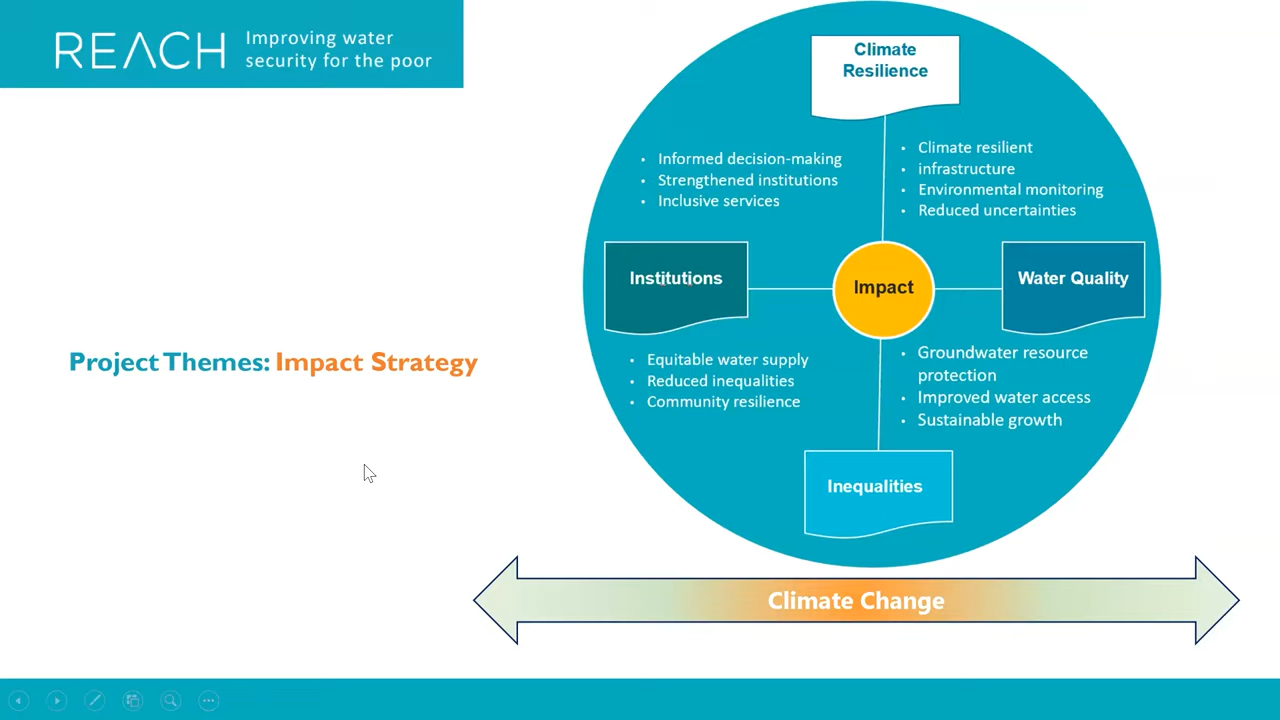 REACH
Improving water
security for the poor
Climate
Resilience
• Informed decision-making
• Strengthened institutions
• Inclusive services
• Climate resilient
• infrastructure
• Environmental monitoring
• Reduced uncertainties
Institutions
Impact
Water Quality
Project Themes: Impact Strategy
• Equitable water supply
• Reduced inequalities
• Community resilience
• Groundwater resource
protection
• Improved water access
• Sustainable growth
Inequalities
Climate Change